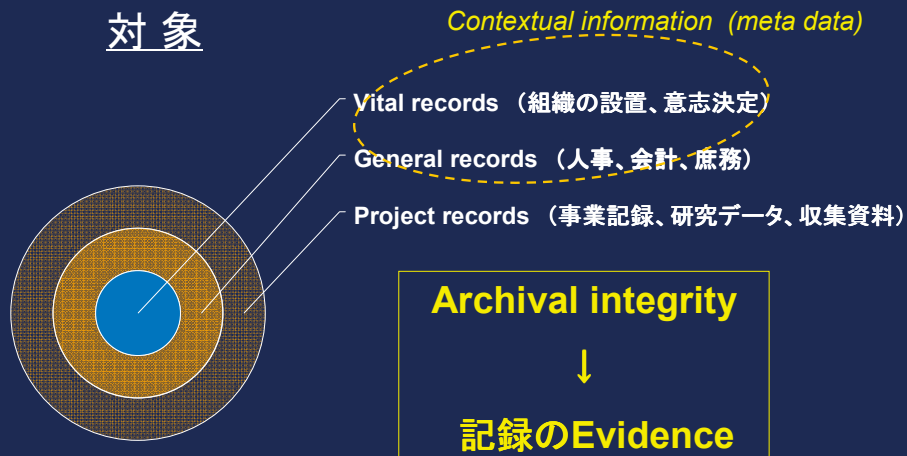 対 象
Contextual information (meta data)
Vital records （組織の設置、意志決定）
General records （人事、会計、庶務）
Project records （事業記録、研究データ、収集資料）
Archival integrity
↓
記録のEvidence